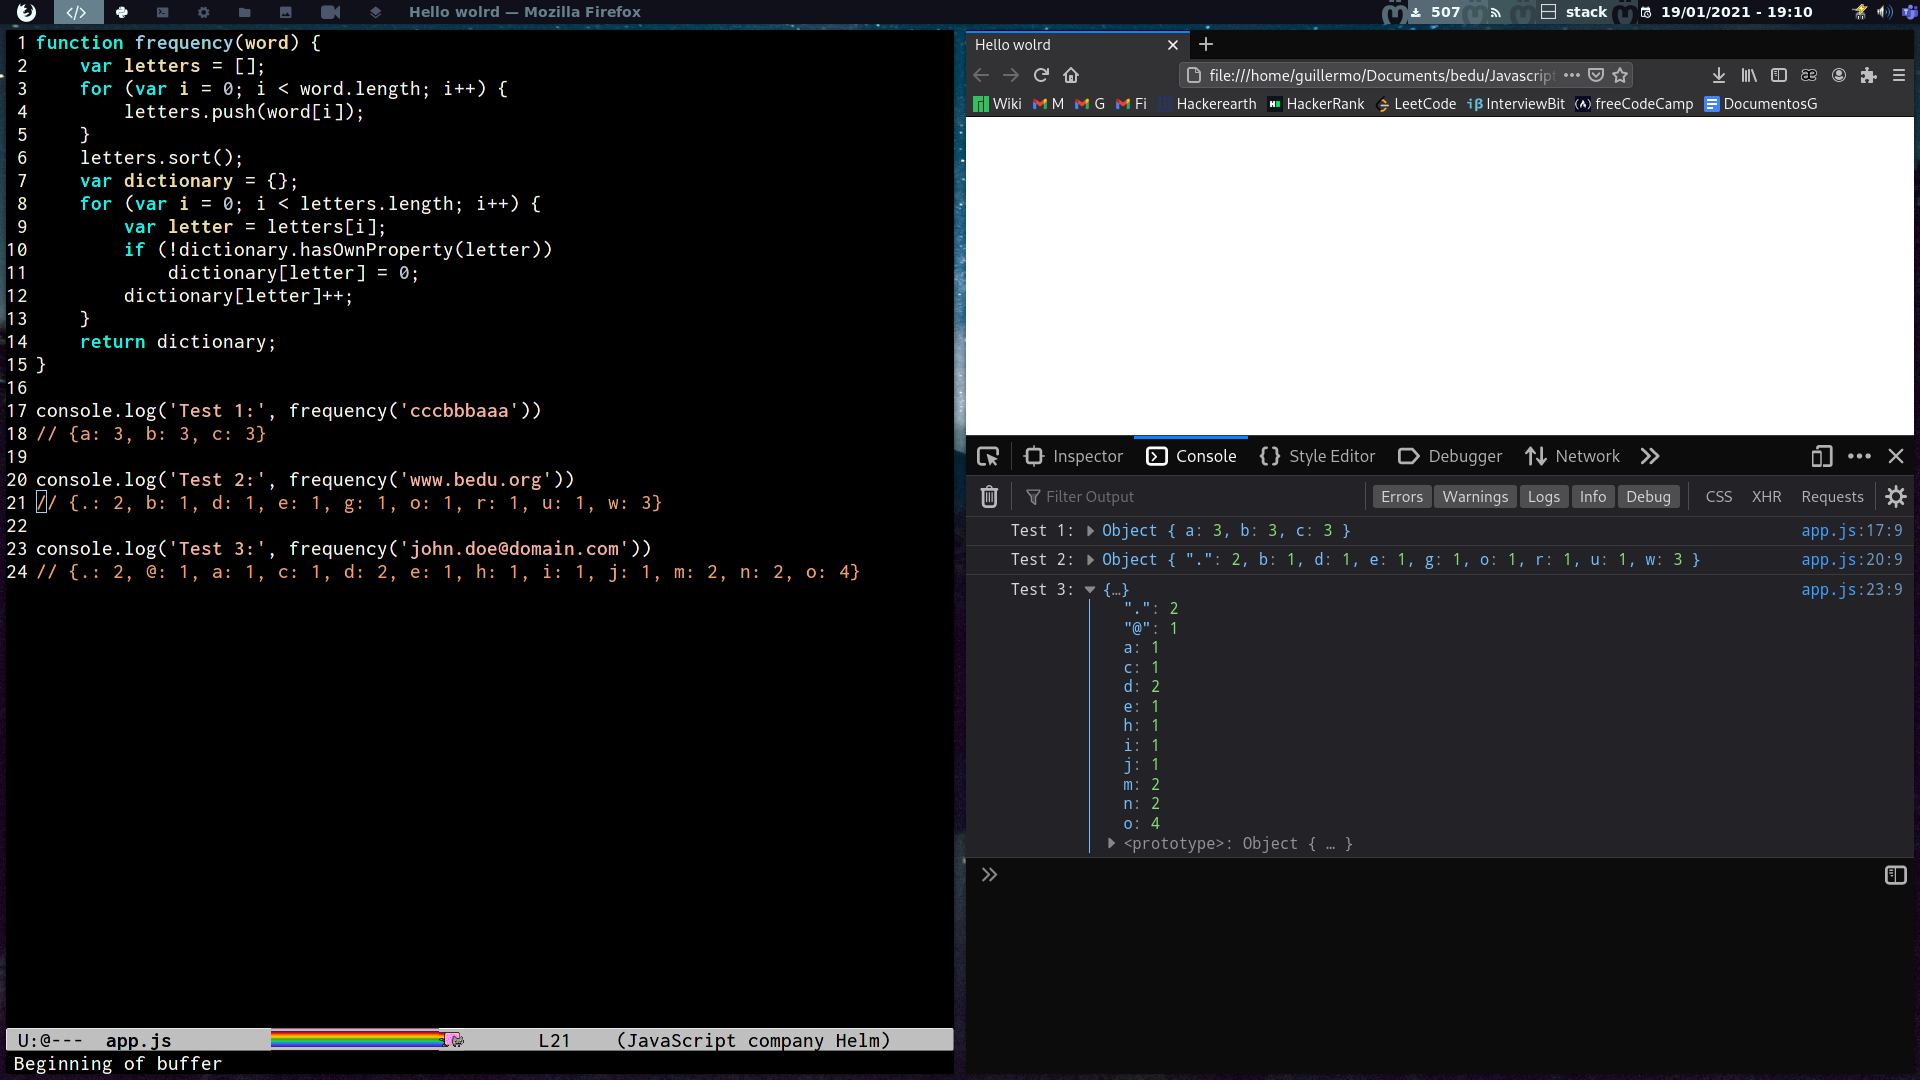 </> Hello wolrd — Mozilla Firefox 507 stack 19/01/2021 - 19:10
1 function frequency(word) {
2 var letters = [];
3 for (var i = 0; i < word.length; i++) {
4 letters.push(word[i]);
5 }
6 letters.sort();
7 var dictionary = {};
8 for (var i = 0; i < letters.length; i++) {
9 var letter = letters[i];
10 if (!dictionary.hasOwnProperty(letter))
11 dictionary[letter] = 0;
12 dictionary[letter]++;
13 }
14 return dictionary;
15 }
16
17 console.log('Test 1:', frequency('cccbbbaaa'))
18 // {a: 3, b: 3, c: 3}
19
20 console.log('Test 2:', frequency('www.bedu.org'))
21 // {.: 2, b: 1, d: 1, e: 1, g: 1, o: 1, r: 1, u: 1, w: 3}
22
23 console.log('Test 3:', frequency('john.doe@domain.com'))
24 // {.: 2, @: 1, a: 1, c: 1, d: 2, e: 1, h: 1, i: 1, j: 1, m: 2, n: 2, o: 4}
U:@--- app.js L21 (JavaScript company Helm)
Beginning of buffer
Hello wolrd
file:///home/guillermo/Documents/bedu/Javascript
Wiki M G Fi Hackerearth HackerRank LeetCode InterviewBit freeCodeCamp DocumentosG
Inspector Console Style Editor Debugger Network
Filter Output Errors Warnings Logs Info Debug CSS XHR Requests
Test 1: Object { a: 3, b: 3, c: 3 } app.js:17:9
Test 2: Object { ".": 2, b: 1, d: 1, e: 1, g: 1, o: 1, r: 1, u: 1, w: 3 } app.js:20:9
Test 3: {…} app.js:23:9
".": 2
"@": 1
a: 1
c: 1
d: 2
e: 1
h: 1
i: 1
j: 1
m: 2
n: 2
o: 4
<prototype>: Object { … }